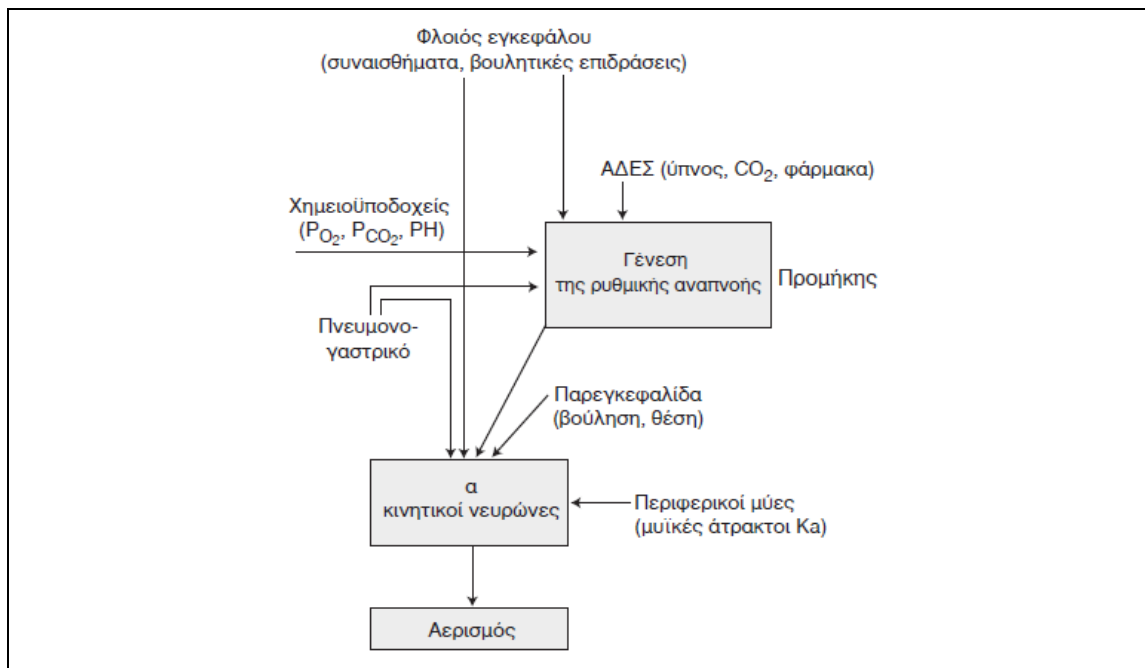 Φλοιός εγκεφάλου
(συναισθήματα, βουλητικές επιδράσεις)
ΑΔΕΣ (ύπνος, CO2, φάρμακα)
Χημειοϋποδοχείς
(PO2, PCO2, PH)
Γένεση
της ρυθμικής αναπνοής
Προμήκης
Πνευμονο-
γαστρικό
Παρεγκεφαλίδα
(βούληση, θέση)
α
κινητικοί νευρώνες
Περιφερικοί μύες
(μυϊκές άτρακτοι Κa)
Αερισμός